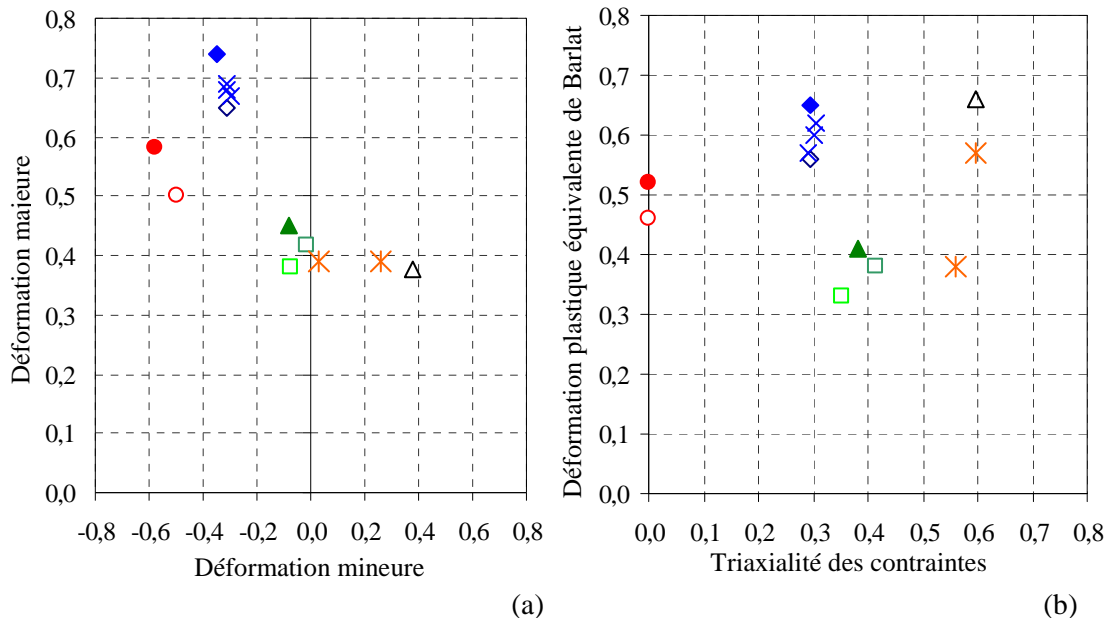 Déformation majeure
0,8
0,7
0,6
0,5
0,4
0,3
0,2
0,1
0,0
-0,8 -0,6 -0,4 -0,2 0,0 0,2 0,4 0,6 0,8
Déformation mineure
(a)
Déformation plastique équivalente de Barlat
0,8
0,7
0,6
0,5
0,4
0,3
0,2
0,1
0,0
0,0 0,1 0,2 0,3 0,4 0,5 0,6 0,7 0,8
Triaxialité des contraintes
(b)